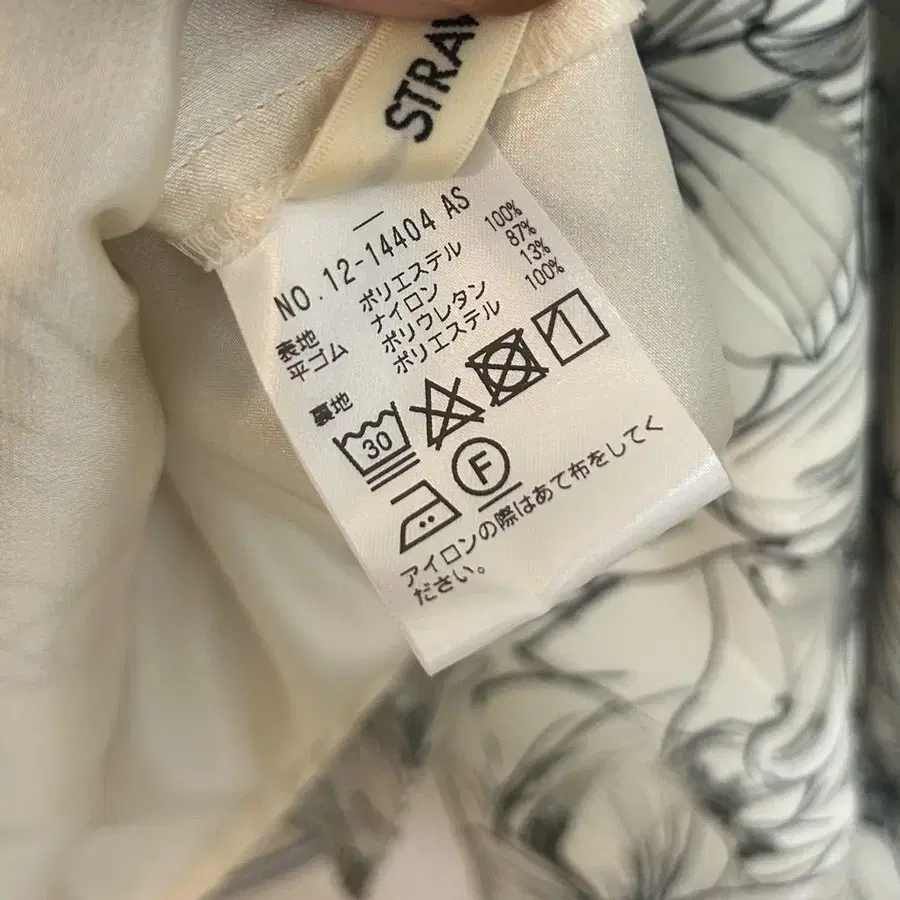 STRAW
NO.12-14404 AS
表地 ポリエステル 100%
平ゴム ナイロン 87%
ポリウレタン 13%
裏地 ポリエステル 100%
30
F
アイロンの際はあて布をしてく
ださい。